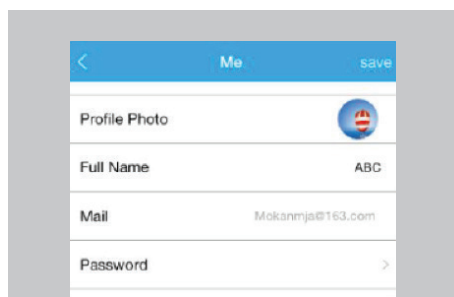 Me save
Profile Photo
Full Name ABC
Mail Mokanmja@163.com
Password